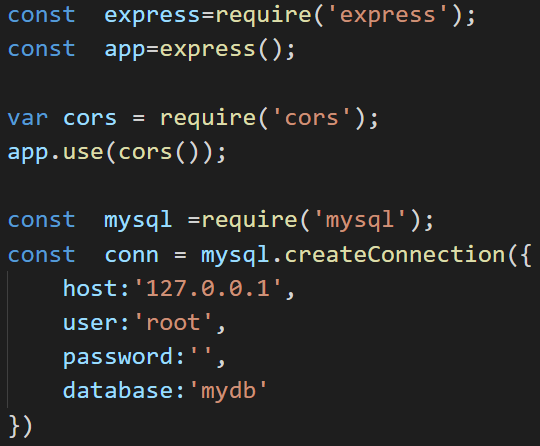 const  express=require('express');
const  app=express();

var cors = require('cors');
app.use(cors());

const  mysql =require('mysql');
const  conn = mysql.createConnection({
    host:'127.0.0.1',
    user:'root',
    password:'',
    database:'mydb'
})